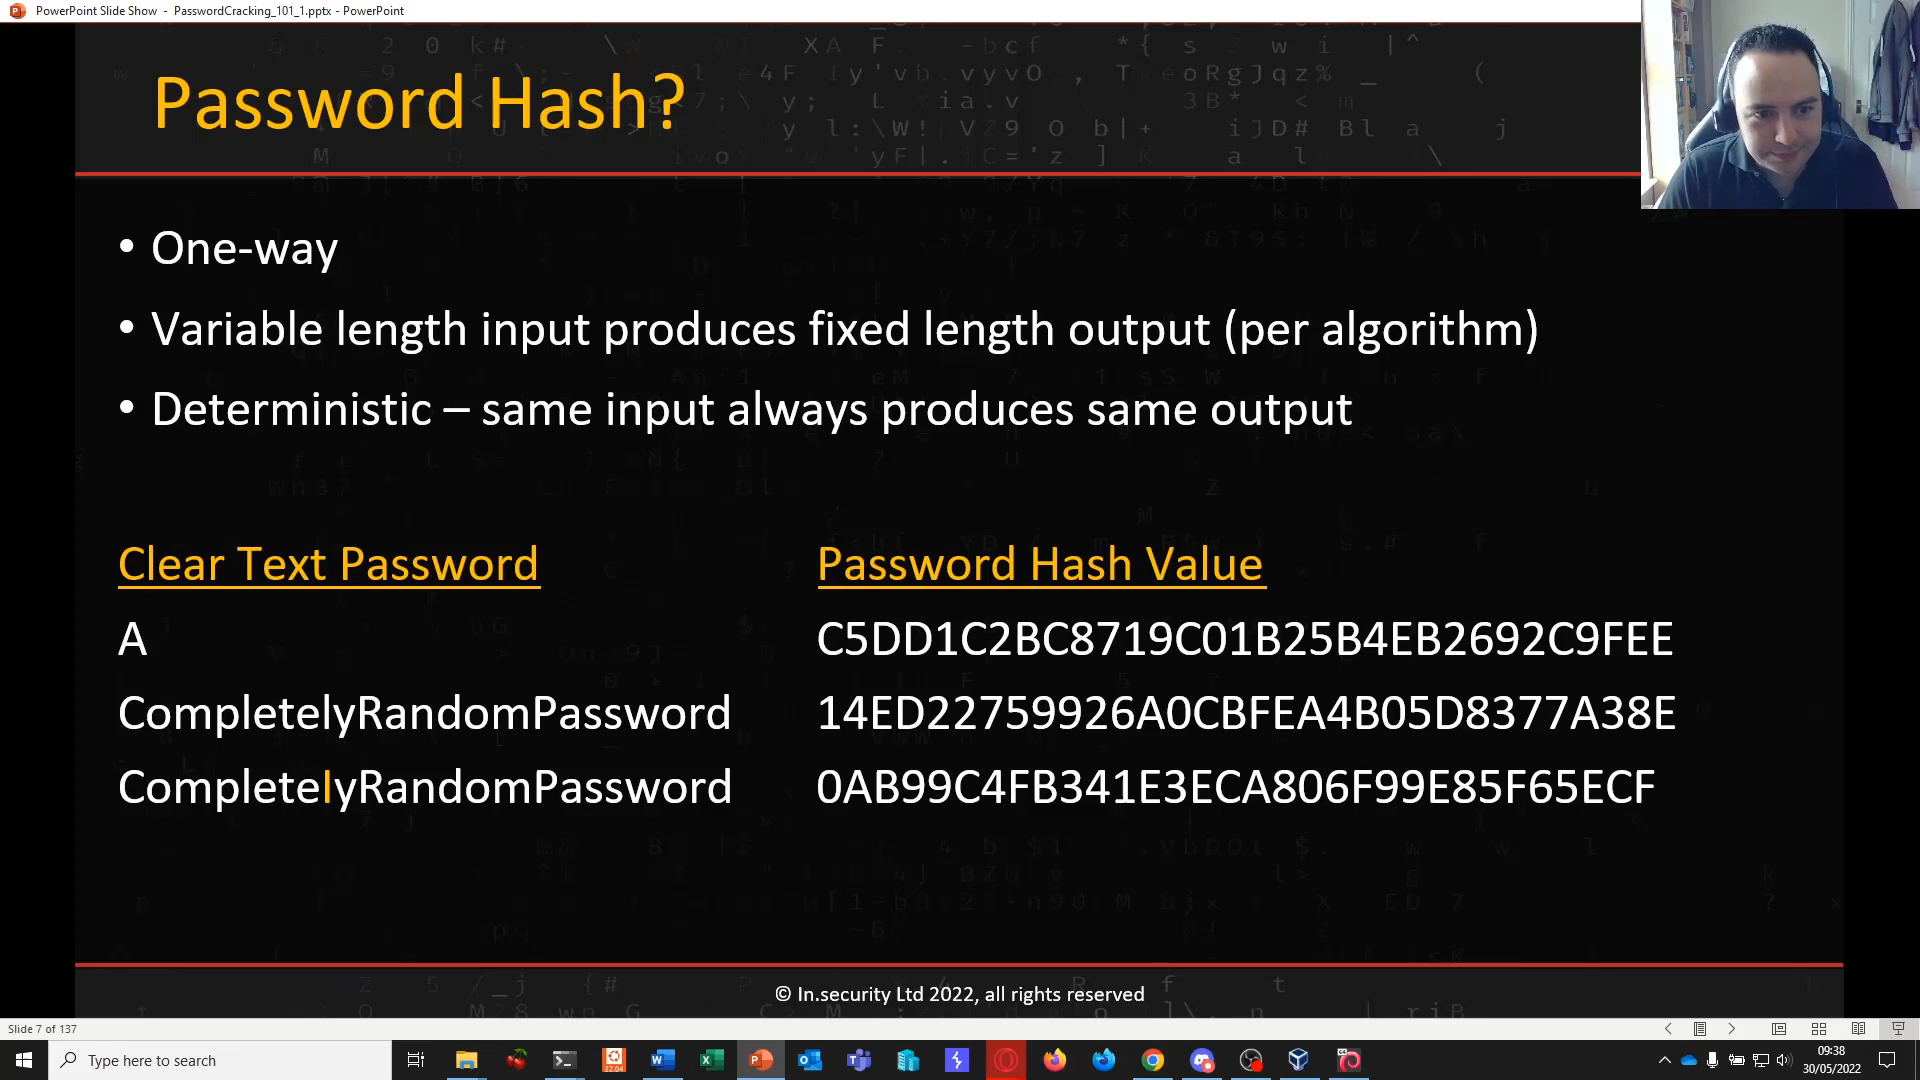 PowerPoint Slide Show - PasswordCracking_101_1.pptx - PowerPoint
Password Hash?
• One-way
• Variable length input produces fixed length output (per algorithm)
• Deterministic – same input always produces same output
Clear Text Password
Password Hash Value
A
C5DD1C2BC8719C01B25B4EB2692C9FEE
CompletelyRandomPassword
14ED22759926A0CBFEA4B05D8377A38E
CompletelyRandomPassword
0AB99C4FB341E3ECA806F99E85F65ECF
© In.security Ltd 2022, all rights reserved
Slide 7 of 137
Type here to search
22.04
09:38
30/05/2022